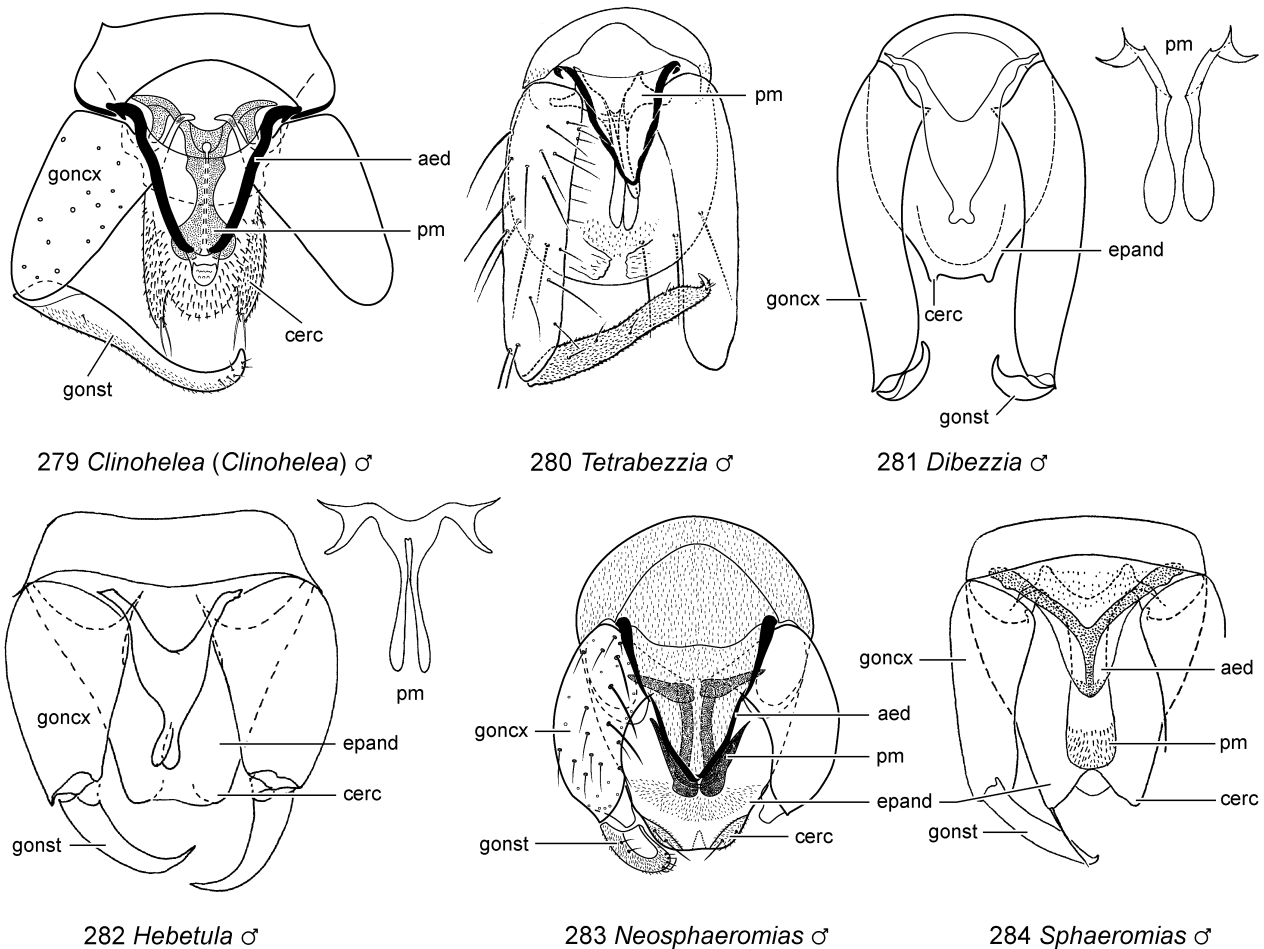 goncx
aed
pm
cerc
gonst
279 Clinohelea (Clinohelea) ♂
pm
280 Tetrabezzia ♂
pm
epand
goncx
cerc
gonst
281 Dibezzia ♂
goncx
pm
epand
cerc
gonst
282 Hebetula ♂
goncx
aed
pm
epand
gonst
cerc
283 Neosphaeromias ♂
goncx
aed
pm
cerc
gonst
284 Sphaeromias ♂